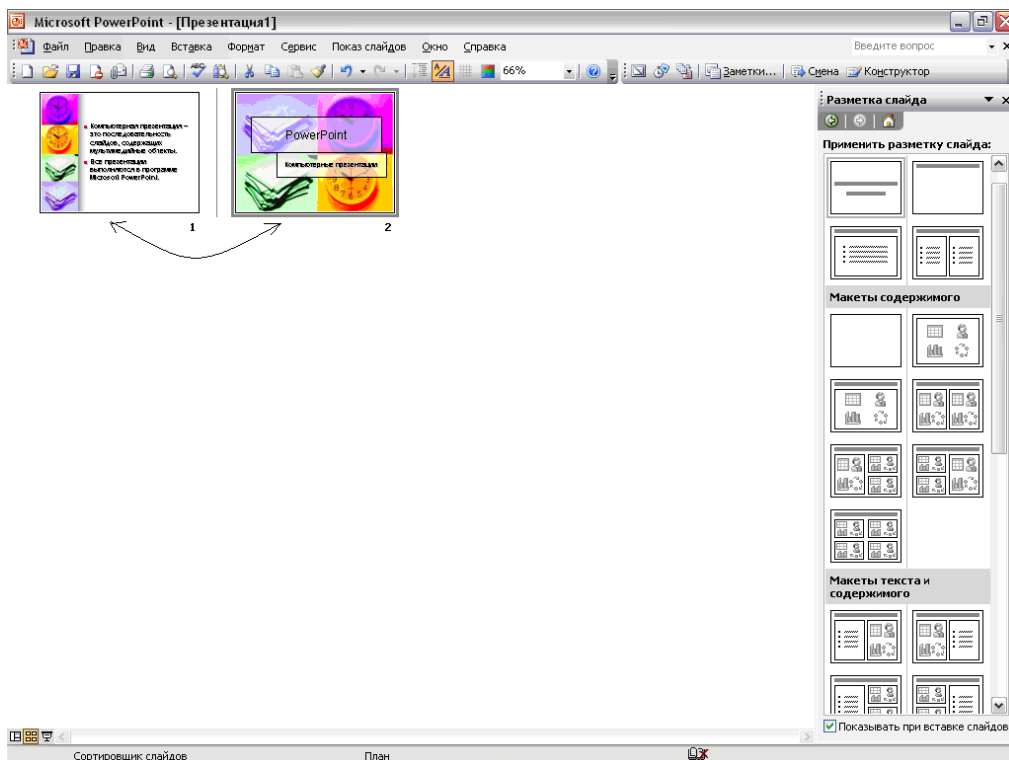 Microsoft PowerPoint - [Презентация1]
Файл Правка Вид Вставка Формат Сервис Показ слайдов Окно Справка Введите вопрос
66% Заметки... Смена Конструктор
Разметка слайда
Применить разметку слайда:
Компьютерная презентация –
это последовательность
слайдов, содержащих
мультимедийные объекты.
Все презентации
выполняются в программе
Microsoft PowerPoint.
1
PowerPoint
Компьютерные презентации
2
Макеты содержимого
Макеты текста и
содержимого
Показывать при вставке слайдов
Сортировщик слайдов План